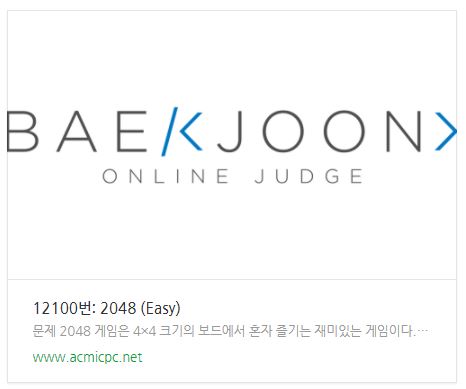 BAEKJOON>
ONLINE JUDGE
12100번: 2048 (Easy)
문제 2048 게임은 4×4 크기의 보드에서 혼자 즐기는 재미있는 게임이다.…
www.acmicpc.net